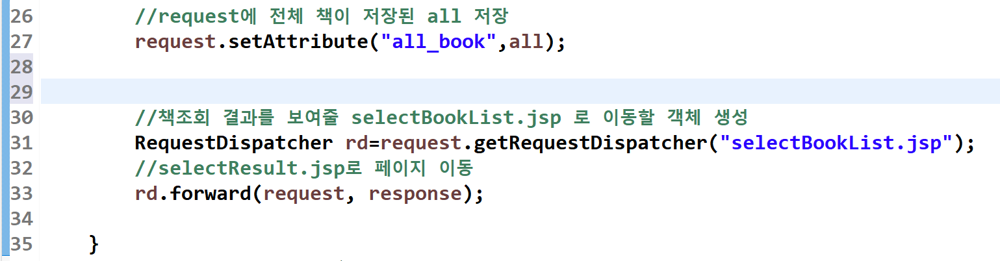 26 //request에 전체 책이 저장된 all 저장
27 request.setAttribute("all_book",all);
28
29
30 //책조회 결과를 보여줄 selectBookList.jsp 로 이동할 객체 생성
31 RequestDispatcher rd=request.getRequestDispatcher("selectBookList.jsp");
32 //selectResult.jsp로 페이지 이동
33 rd.forward(request, response);
34
35 }